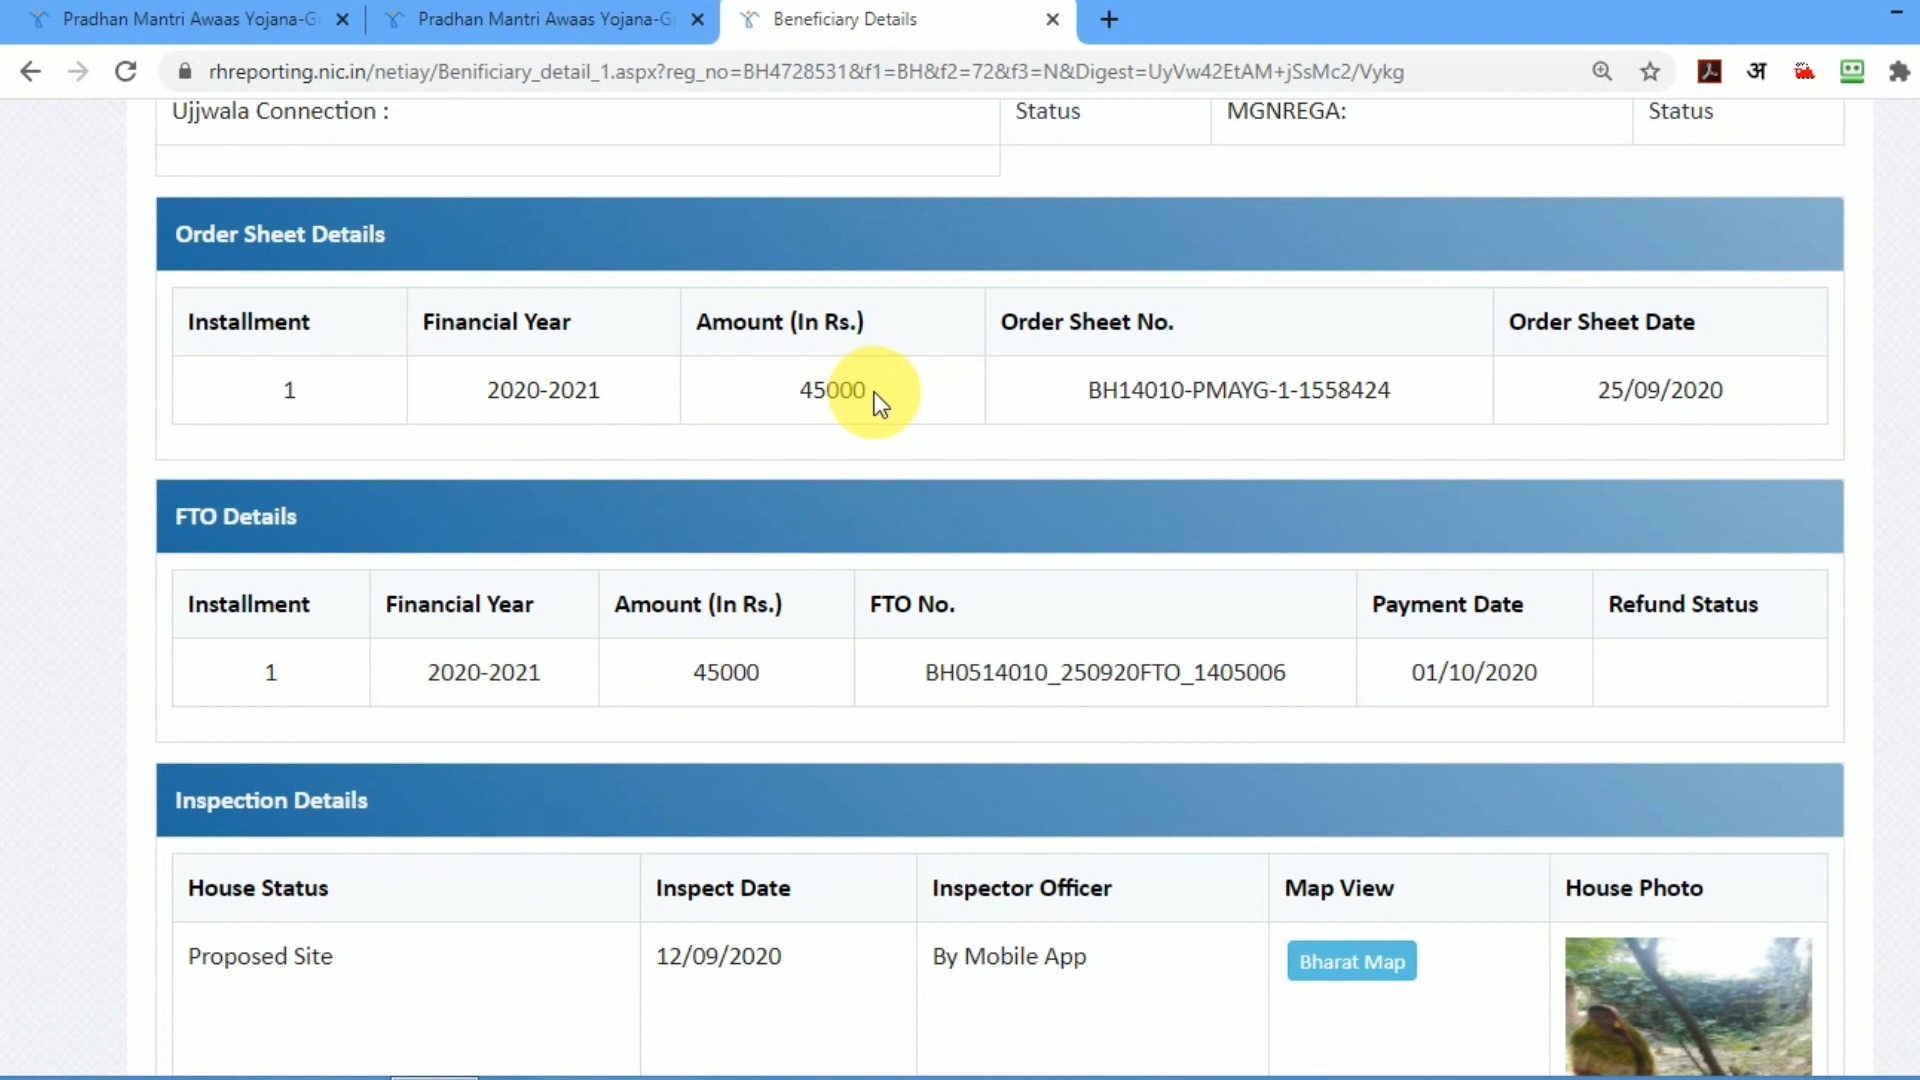 Pradhan Mantri Awaas Yojana-G
Pradhan Mantri Awaas Yojana-G
Beneficiary Details
rhreporting.nic.in/netiay/Benificiary_detail_1.aspx?reg_no=BH4728531&f1=BH&f2=72&f3=N&Digest=UyVw42EtAM+jSsMc2/Vykg
अ
Ujjwala Connection : Status MGNREGA: Status
Order Sheet Details
Installment Financial Year Amount (In Rs.) Order Sheet No. Order Sheet Date
1 2020-2021 45000 BH14010-PMAYG-1-1558424 25/09/2020
FTO Details
Installment Financial Year Amount (In Rs.) FTO No. Payment Date Refund Status
1 2020-2021 45000 BH0514010_250920FTO_1405006 01/10/2020
Inspection Details
House Status Inspect Date Inspector Officer Map View House Photo
Proposed Site 12/09/2020 By Mobile App Bharat Map